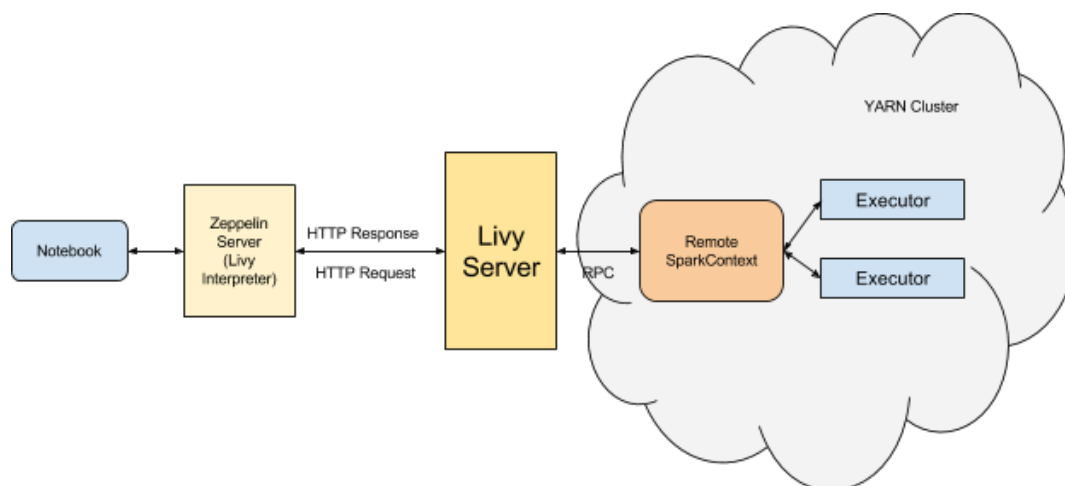 YARN Cluster
Notebook
Zeppelin
Server
(Livy
Interpreter)
HTTP Response
HTTP Request
Livy
Server
RPC
Remote
SparkContext
Executor
Executor